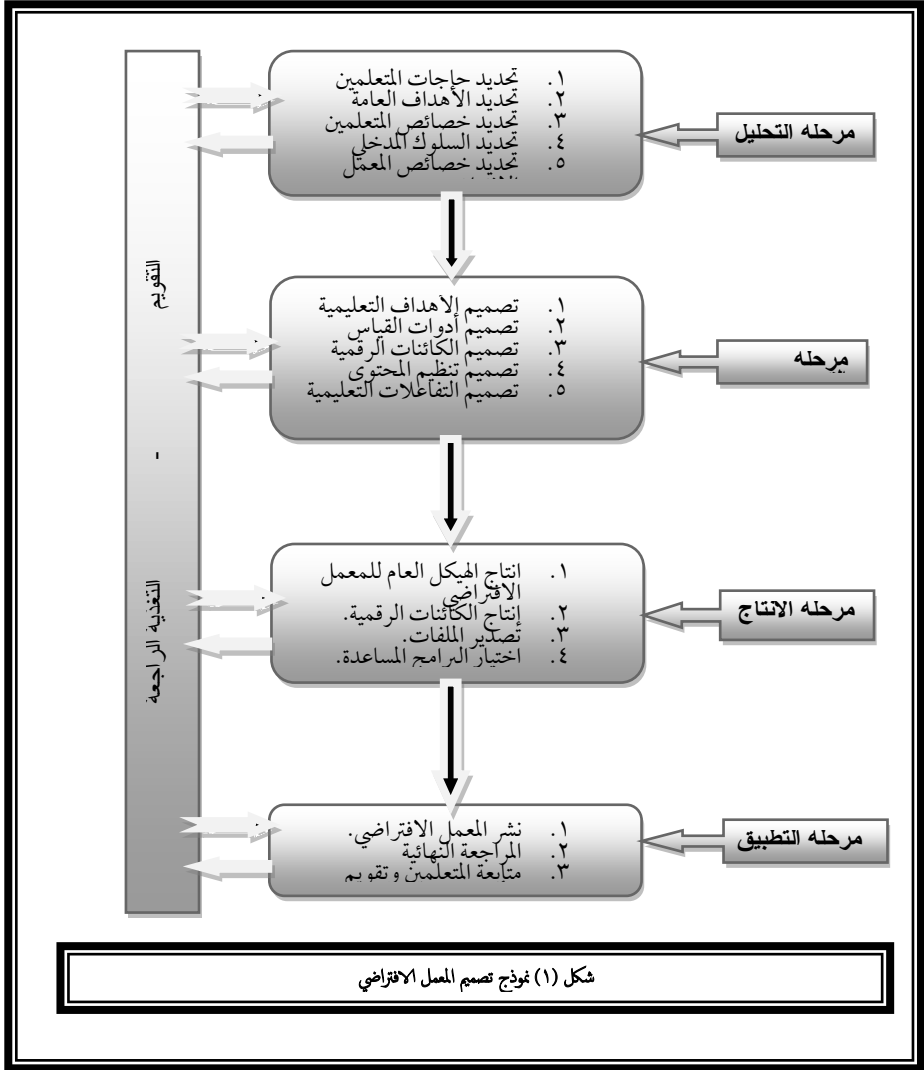 مرحله التحليل
١. تحديد حاجات المتعلمين
٢. تحديد الأهداف العامة
٣. تحديد خصائص المتعلمين
٤. تحديد السلوك المدخلي
٥. تحديد خصائص المعمل
مرحله
١. تصميم الأهداف التعليمية
٢. تصميم أدوات القياس
٣. تصميم الكائنات الرقمية
٤. تصميم تنظيم المحتوى
٥. تصميم التفاعلات التعليمية
مرحله الانتاج
١. انتاج الهيكل العام للمعمل
الافتراضي
٢. إنتاج الكائنات الرقمية.
٣. تصدير الملفات.
٤. اختيار البرامج المساعدة.
مرحله التطبيق
١. نشر المعمل الافتراضي.
٢. المراجعة النهائية
٣. متابعة المتعلمين وتقويم
التقويم - التغذية الراجعة
شكل (١) نموذج تصميم المعمل الافتراضي